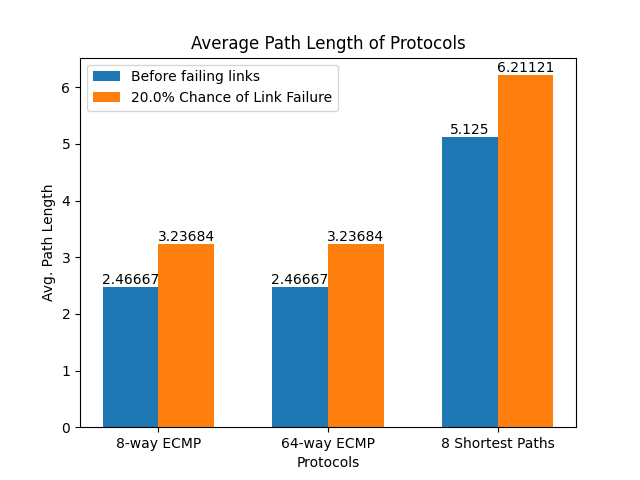 Average Path Length of Protocols
Before failing links
20.0% Chance of Link Failure
Avg. Path Length
6
5
4
3
2
1
0
2.46667
3.23684
2.46667
3.23684
5.125
6.21121
8-way ECMP
64-way ECMP
8 Shortest Paths
Protocols